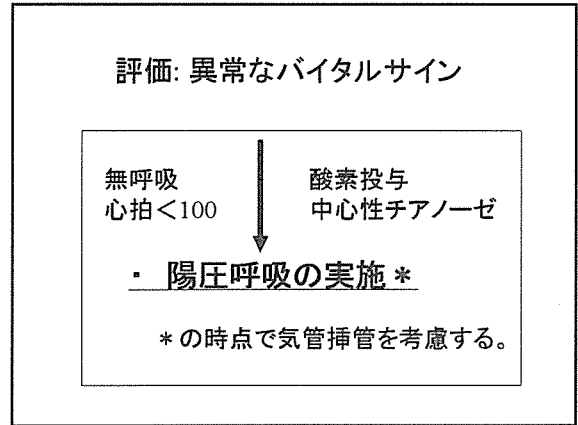 評価: 異常なバイタルサイン
無呼吸
心拍<100
酸素投与
中心性チアノーゼ
・ 陽圧呼吸の実施*
*の時点で気管挿管を考慮する。